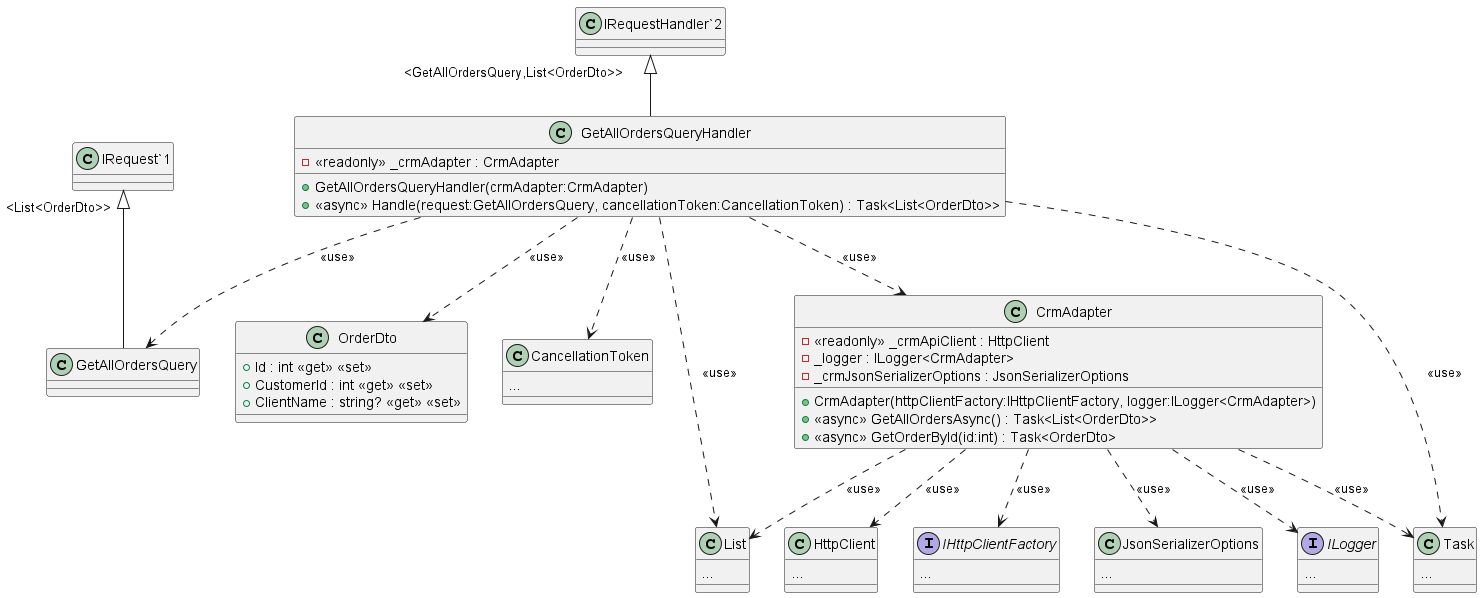 C IRequestHandler`2
<GetAllOrdersQuery,List<OrderDto>>
C GetAllOrdersQueryHandler
«readonly» _crmAdapter : CrmAdapter
GetAllOrdersQueryHandler(crmAdapter:CrmAdapter)
«async» Handle(request:GetAllOrdersQuery, cancellationToken:CancellationToken) : Task<List<OrderDto>>
C IRequest`1
<List<OrderDto>>
«use»
«use»
«use»
«use»
«use»
«use»
C GetAllOrdersQuery
C OrderDto
Id : int «get» «set»
CustomerId : int «get» «set»
ClientName : string? «get» «set»
C CancellationToken
...
C CrmAdapter
«readonly» _crmApiClient : HttpClient
_logger : ILogger<CrmAdapter>
_crmJsonSerializerOptions : JsonSerializerOptions
CrmAdapter(httpClientFactory:IHttpClientFactory, logger:ILogger<CrmAdapter>)
«async» GetAllOrdersAsync() : Task<List<OrderDto>>
«async» GetOrderById(id:int) : Task<OrderDto>
«use»
«use»
«use»
«use»
«use»
«use»
C List
...
C HttpClient
...
I IHttpClientFactory
...
C JsonSerializerOptions
...
I ILogger
...
C Task
...